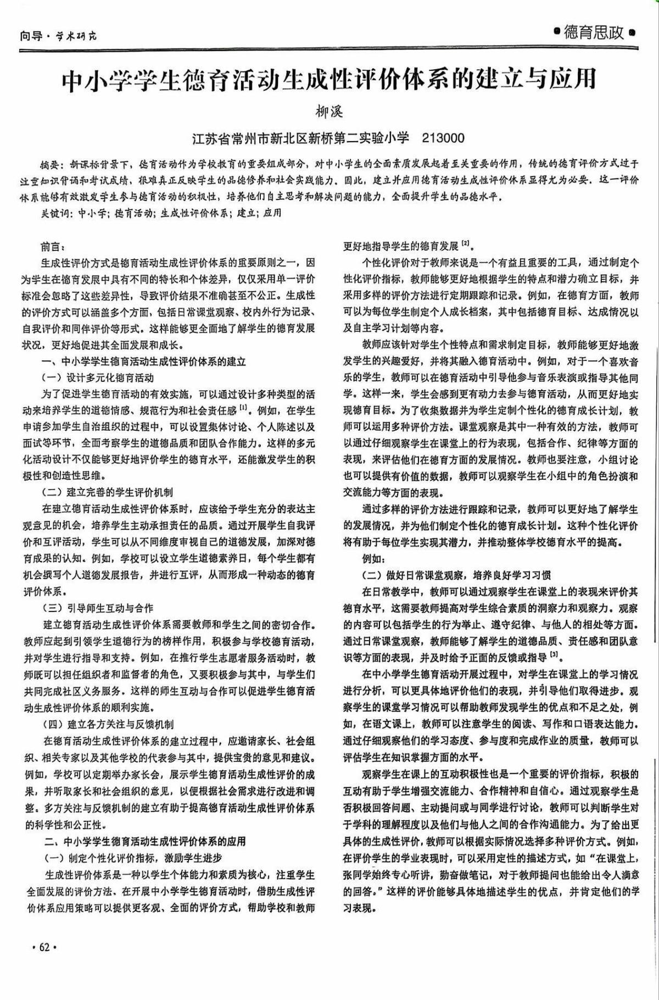 向导·学术研究
•德育思政•
中小学学生德育活动生成性评价体系的建立与应用
柳溪
江苏省常州市新北区新桥第二实验小学 213000
摘要：新课标背景下，德育活动作为学校教育的重要组成部分，对中小学生的全面素质发展起着至关重要的作用，传统的德育评价方式过于
注重知识背诵和考试成绩，很难真正反映学生的品德修养和社会实践能力。因此，建立并应用德育活动生成性评价体系显得尤为必要。这一评价
体系能够有效激发学生参与德育活动的积极性，培养他们自主思考和解决问题的能力，全面提升学生的品德水平。
关键词：中小学；德育活动；生成性评价体系；建立；应用
前言：
生成性评价方式是德育活动生成性评价体系的重要原则之一，因
为学生在德育发展中具有不同的特长和个体差异，仅仅采用单一评价
标准会忽略了这些差异性，导致评价结果不准确甚至不公正。生成性
的评价方式可以涵盖多个方面，包括日常课堂观察、校内外行为记录、
自我评价和同伴评价等形式。这样能够更全面地了解学生的德育发展
状况，更好地促进其全面发展和成长。
一、中小学学生德育活动生成性评价体系的建立
（一）设计多元化德育活动
为了促进学生德育活动的有效实施，可以通过设计多种类型的活
动来培养学生的道德情感、规范行为和社会责任感[1]。例如，在学生
申请参加学生自治组织的过程中，可以设置集体讨论、个人陈述以及
面试等环节，全面考察学生的道德品质和团队合作能力。这样的多元
化活动设计不仅能够更好地评价学生的德育水平，还能激发学生的积
极性和创造性思维。
（二）建立完善的学生评价机制
在建立德育活动生成性评价体系时，应该给予学生充分的表达主
观意见的机会，培养学生主动承担责任的品质。通过开展学生自我评
价和互评活动，学生可以从不同维度审视自己的道德发展，加深对德
育成果的认知。例如，学校可以设立学生道德素养日，每个学生都有
机会撰写个人道德发展报告，并进行互评，从而形成一种动态的德育
评价体系。
（三）引导师生互动与合作
建立德育活动生成性评价体系需要教师和学生之间的密切合作。
教师应起到引领学生道德行为的榜样作用，积极参与学校德育活动，
并对学生进行指导和支持。例如，在推行学生志愿者服务活动时，教
师既可以担任组织者和监督者的角色，又要积极参与其中，与学生们
共同完成社区义务服务。这样的师生互动与合作可以促进学生德育活
动生成性评价体系的顺利实施。
（四）建立各方关注与反馈机制
在德育活动生成性评价体系的建立过程中，应邀请家长、社会组
织、相关专家以及其他学校的代表参与其中，提供宝贵的意见和建议。
例如，学校可以定期举办家长会，展示学生德育活动生成性评价的成
果，并听取家长和社会组织的意见，以便根据社会需求进行改进和调
整。多方关注与反馈机制的建立有助于提高德育活动生成性评价体系
的科学性和公正性。
二、中小学学生德育活动生成性评价体系的应用
（一）制定个性化评价指标，激励学生进步
生成性评价体系是一种以学生个体能力和素质为核心，注重学生
全面发展的评价方法、在开展中小学学生德育活动时，借助生成性评
价体系应用策略可以提供更客观、全面的评价方式，帮助学校和教师
更好地指导学生的德育发展[2]。
个性化评价对于教师来说是一个有益且重要的工具，通过制定个
性化评价指标，教师能够更好地根据学生的特点和潜力确立目标，并
采用多样的评价方法进行定期跟踪和记录。例如，在德育方面，教师
可以为每位学生制定个人成长档案，其中包括德育目标、达成情况以
及自主学习计划等内容。
教师应该针对学生个性特点和需求制定目标，教师能够更好地激
发学生的兴趣爱好，并将其融入德育活动中。例如，对于一个喜欢音
乐的学生，教师可以在德育活动中引导他参与音乐表演或指导其他同
学。这样一来，学生会感到更有动力去参与德育活动，从而更好地实
现德育目标。为了收集数据并为学生定制个性化的德育成长计划，教
师可以运用多种评价方法。课堂观察是其中一种有效的方法，教师可
以通过仔细观察学生在课堂上的行为表现，包括合作、纪律等方面的
表现，来评估他们在德育方面的发展情况。教师也要注意，小组讨论
也可以提供有价值的数据，教师可以观察学生在小组中的角色扮演和
交流能力等方面的表现。
通过多样的评价方法进行跟踪和记录，教师可以更好地了解学生
的发展情况，并为他们制定个性化的德育成长计划。这种个性化评价
将有助于每位学生实现其潜力，并推动整体学校德育水平的提高。
例如：
（二）做好日常课堂观察，培养良好学习习惯
在日常教学中，教师可以通过观察学生在课堂上的表现来评价其
德育水平，这需要教师提高对学生综合素质的洞察力和观察力。观察
的内容可以包括学生的行为举止、遵守纪律、与他人的相处等方面。
通过日常课堂观察，教师能够了解学生的道德品质、责任感和团队意
识等方面的表现，并及时给予正面的反馈或指导[3]。
在中小学学生德育活动开展过程中，对学生在课堂上的学习情况
进行分析，可以更具体地评价他们的表现，并引导他们取得进步。观
察学生的课堂学习情况可以帮助教师发现学生的优点和不足之处，例
如，在语文课上，教师可以注意学生的阅读、写作和口语表达能力。
通过仔细观察他们的学习态度、参与度和完成作业的质量，教师可以
评估学生在知识掌握方面的水平。
观察学生在课上的互动积极性也是一个重要的评价指标，积极的
互动有助于学生增强交流能力、合作精神和自信心。通过观察学生是
否积极回答问题、主动提问或与同学进行讨论，教师可以判断学生对
于学科的理解程度以及他们与他人之间的合作沟通能力。为了给出更
具体的生成性评价，教师可以根据实际情况选择多种评价方式。例如，
在评价学生的学业表现时，可以采用定性的描述方式，如“在课堂上，
张同学始终专心听讲，勤奋做笔记，对于教师提问也能给出令人满意
的回答。”这样的评价能够具体地描述学生的优点，并肯定他们的学
习表现。
·62·